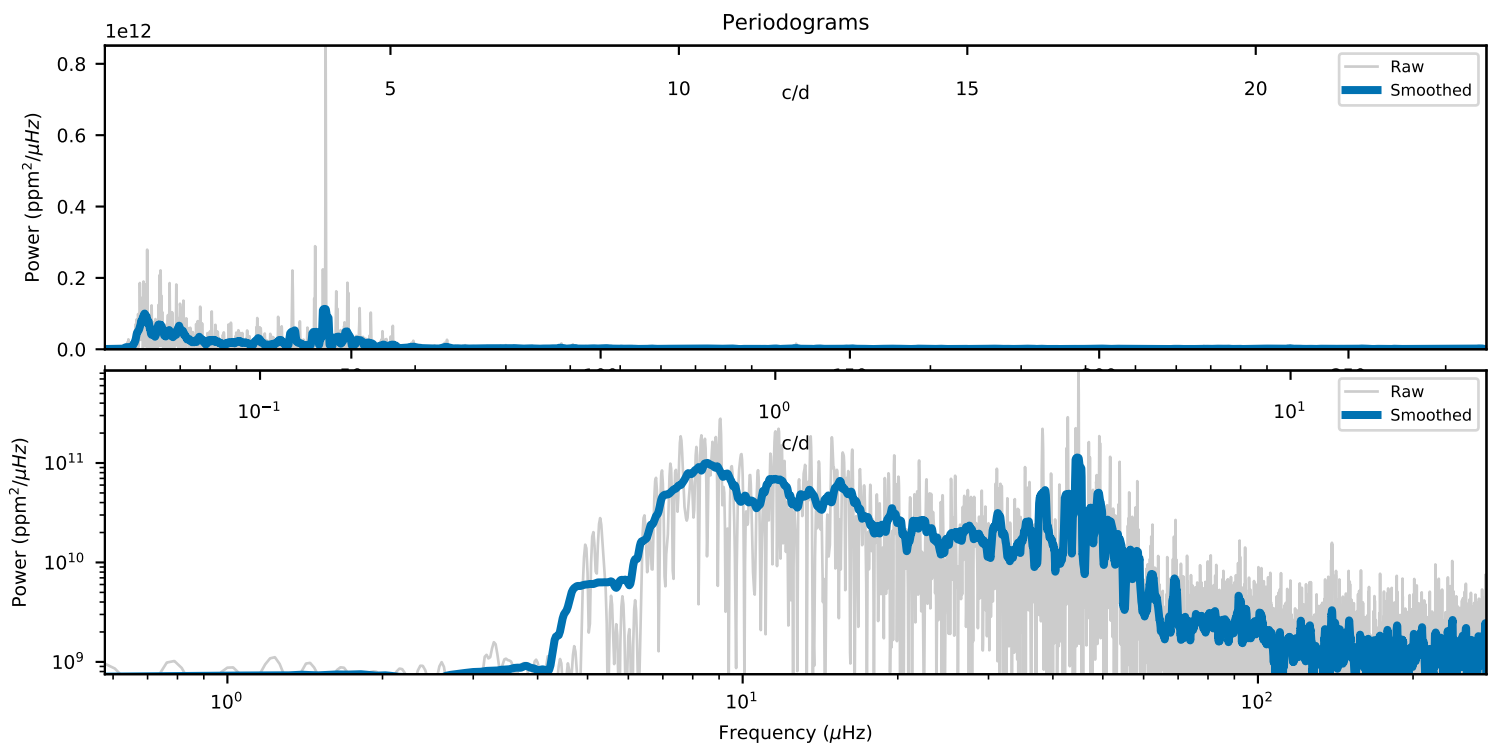 Periodograms
1e12
Raw
Smoothed
5 10 15 20
c/d
0.8
0.6
0.4
0.2
0.0
Power (ppm²/μHz)
Raw
Smoothed
10⁻¹ 10⁰ 10¹
c/d
10¹¹
10¹⁰
10⁹
Power (ppm²/μHz)
10⁰ 10¹ 10²
Frequency (μHz)